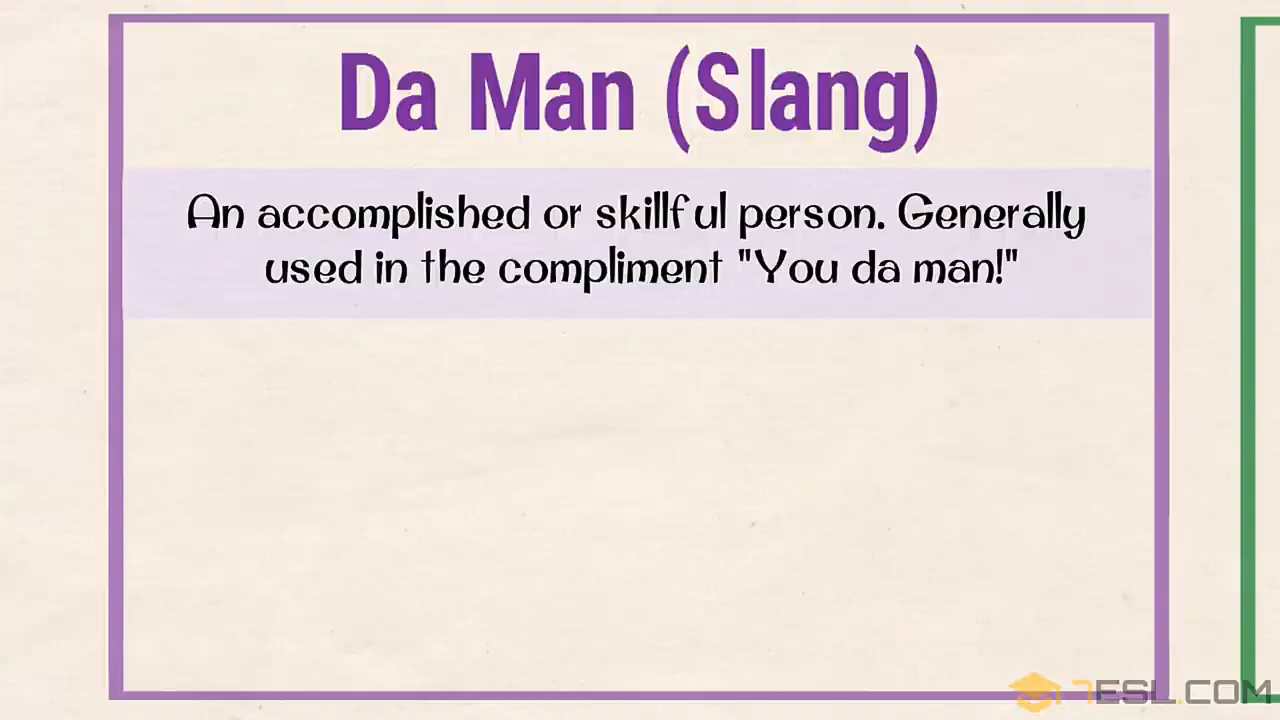 Da Man (Slang)
An accomplished or skillful person. Generally
used in the compliment "You da man!"
7ESL.COM